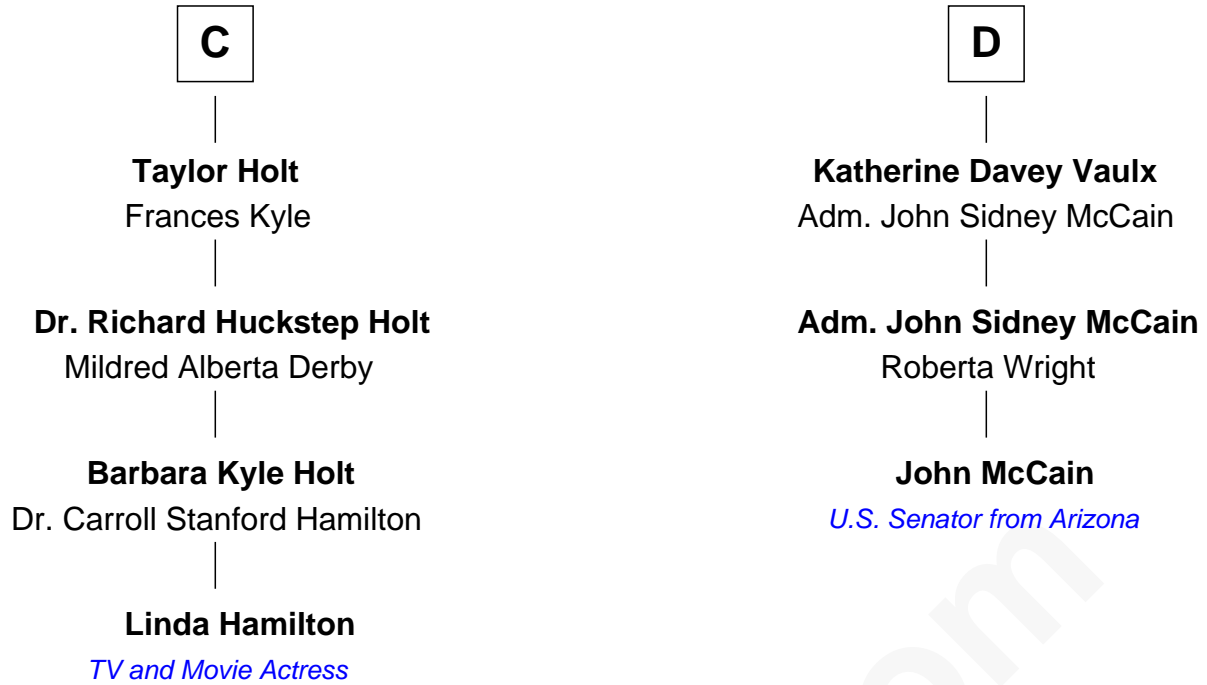 C
Taylor Holt
Frances Kyle
Dr. Richard Huckstep Holt
Mildred Alberta Derby
Barbara Kyle Holt
Dr. Carroll Stanford Hamilton
Linda Hamilton
TV and Movie Actress
D
Katherine Davey Vaulx
Adm. John Sidney McCain
Adm. John Sidney McCain
Roberta Wright
John McCain
U.S. Senator from Arizona
om